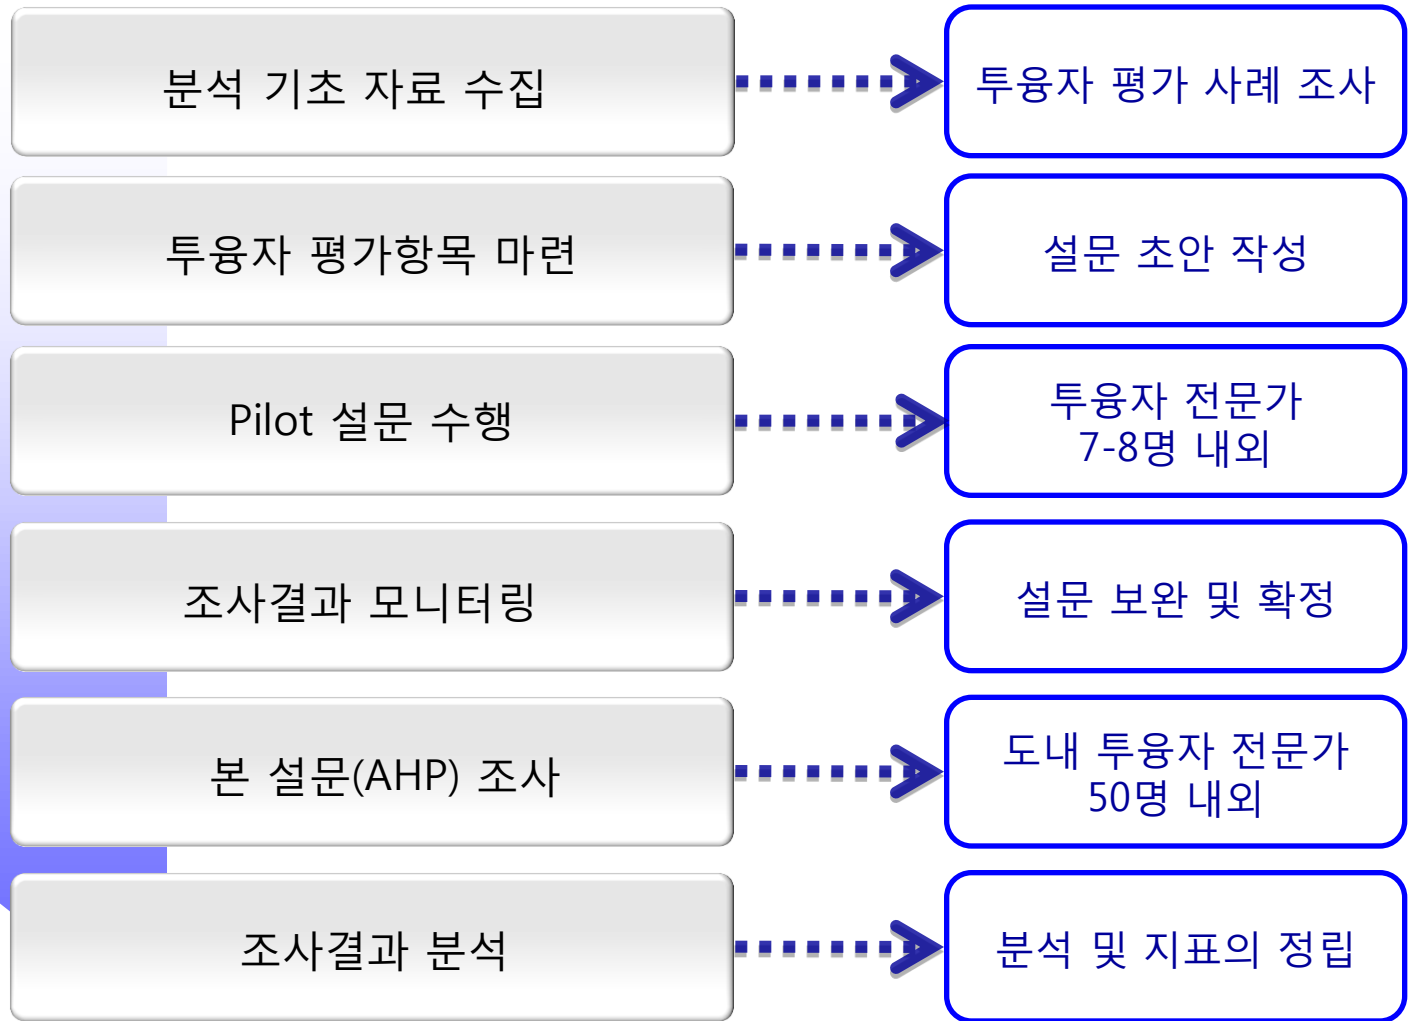 분석 기초 자료 수집
투융자 평가 사례 조사
투융자 평가항목 마련
설문 초안 작성
Pilot 설문 수행
투융자 전문가
7-8명 내외
조사결과 모니터링
설문 보완 및 확정
본 설문(AHP) 조사
도내 투융자 전문가
50명 내외
조사결과 분석
분석 및 지표의 정립